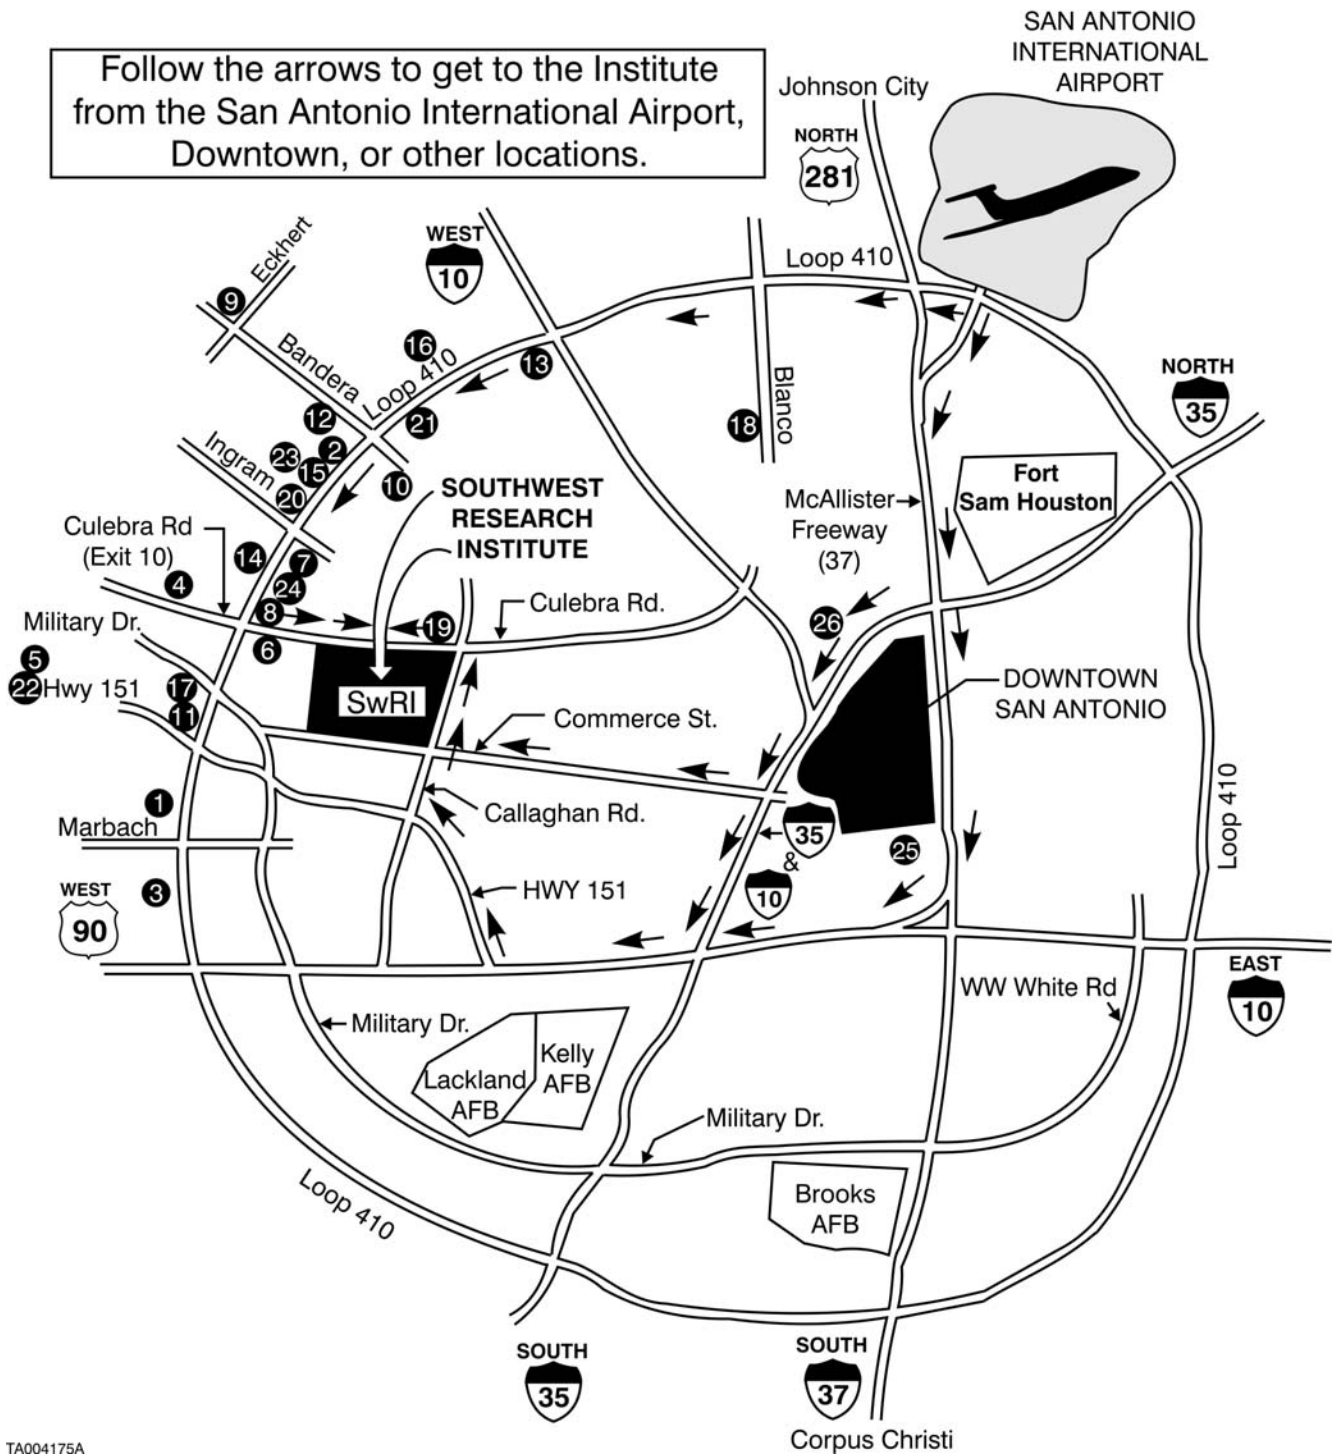 SAN ANTONIO
INTERNATIONAL
AIRPORT
Follow the arrows to get to the Institute
from the San Antonio International Airport,
Downtown, or other locations.
Johnson City
NORTH
281
Loop 410
WEST
10
Eckhert
9
Bandera
16
Loop 410
13
Blanco
18
NORTH
35
12
21
Ingram
23
2
15
20
10
SOUTHWEST
RESEARCH
INSTITUTE
McAllister
Freeway
(37)
Fort
Sam Houston
Culebra Rd
(Exit 10)
14
7
4
24
8
19
Culebra Rd.
26
Military Dr.
6
5
22
Hwy 151
17
11
SwRI
Commerce St.
DOWNTOWN
SAN ANTONIO
1
Marbach
Callaghan Rd.
35
&
10
25
Loop 410
3
WEST
90
HWY 151
WW White Rd
EAST
10
Military Dr.
Lackland
AFB
Kelly
AFB
Military Dr.
Brooks
AFB
Loop 410
SOUTH
35
SOUTH
37
Corpus Christi
TA004175A